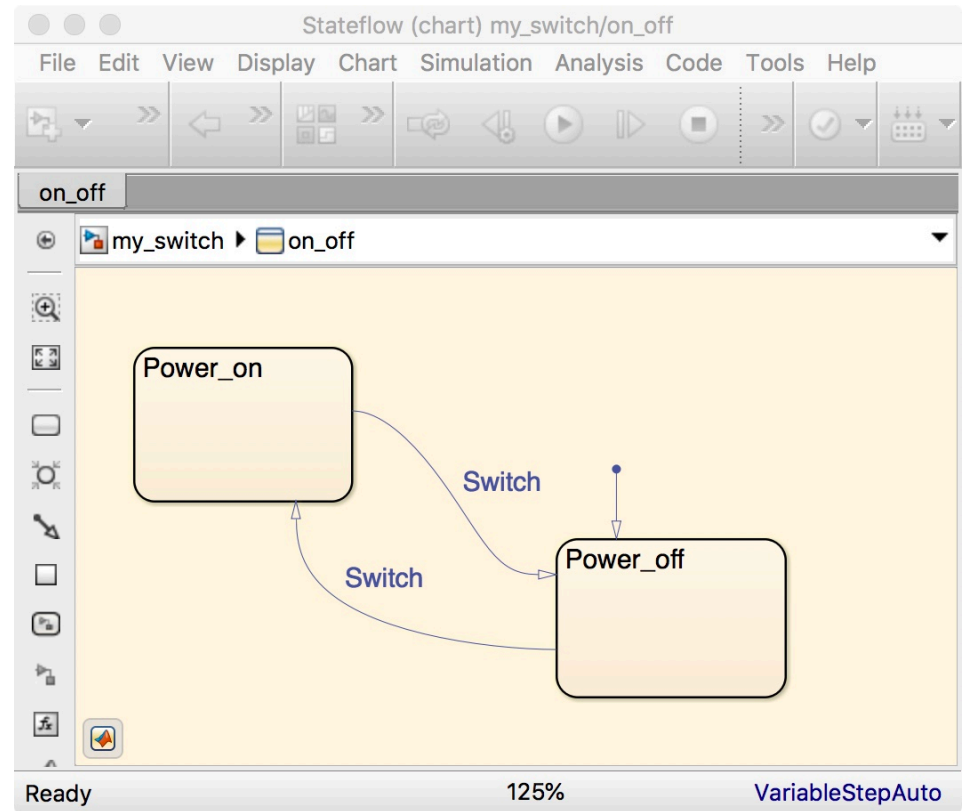 Stateflow (chart) my_switch/on_off
File Edit View Display Chart Simulation Analysis Code Tools Help
on_off
my_switch on_off
Power_on
Switch
Power_off
Switch
fx
Ready 125% VariableStepAuto